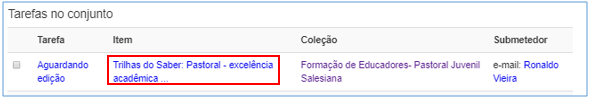 Tarefas no conjunto
Tarefa Item Coleção Submetedor
Aguardando edição
Trilhas do Saber: Pastoral - excelência acadêmica ...
Formação de Educadores- Pastoral Juvenil Salesiana
e-mail: Ronaldo Vieira